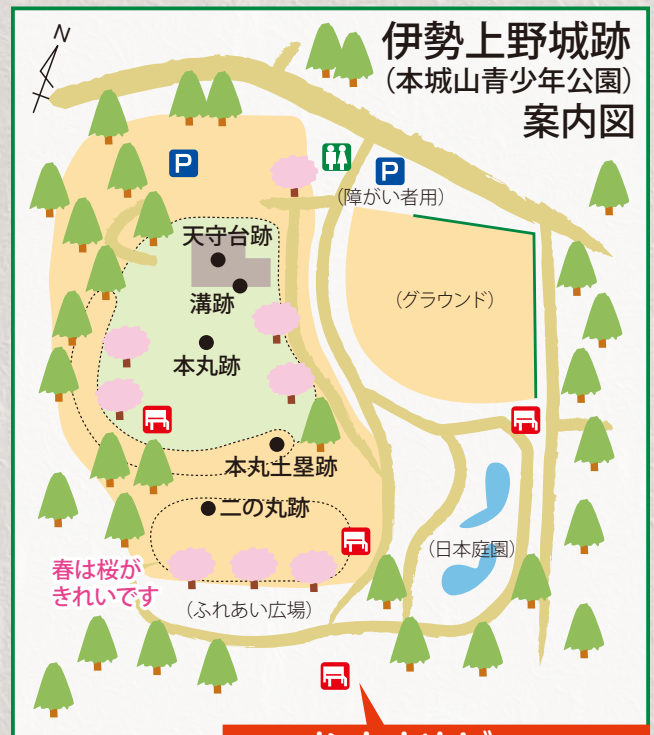 伊勢上野城跡
(本城山青少年公園)
案内図
N
P
P
(障がい者用)
天守台跡
溝跡
(グラウンド)
本丸跡
本丸土塁跡
二の丸跡
(日本庭園)
春は桜が
きれいです
(ふれあい広場)